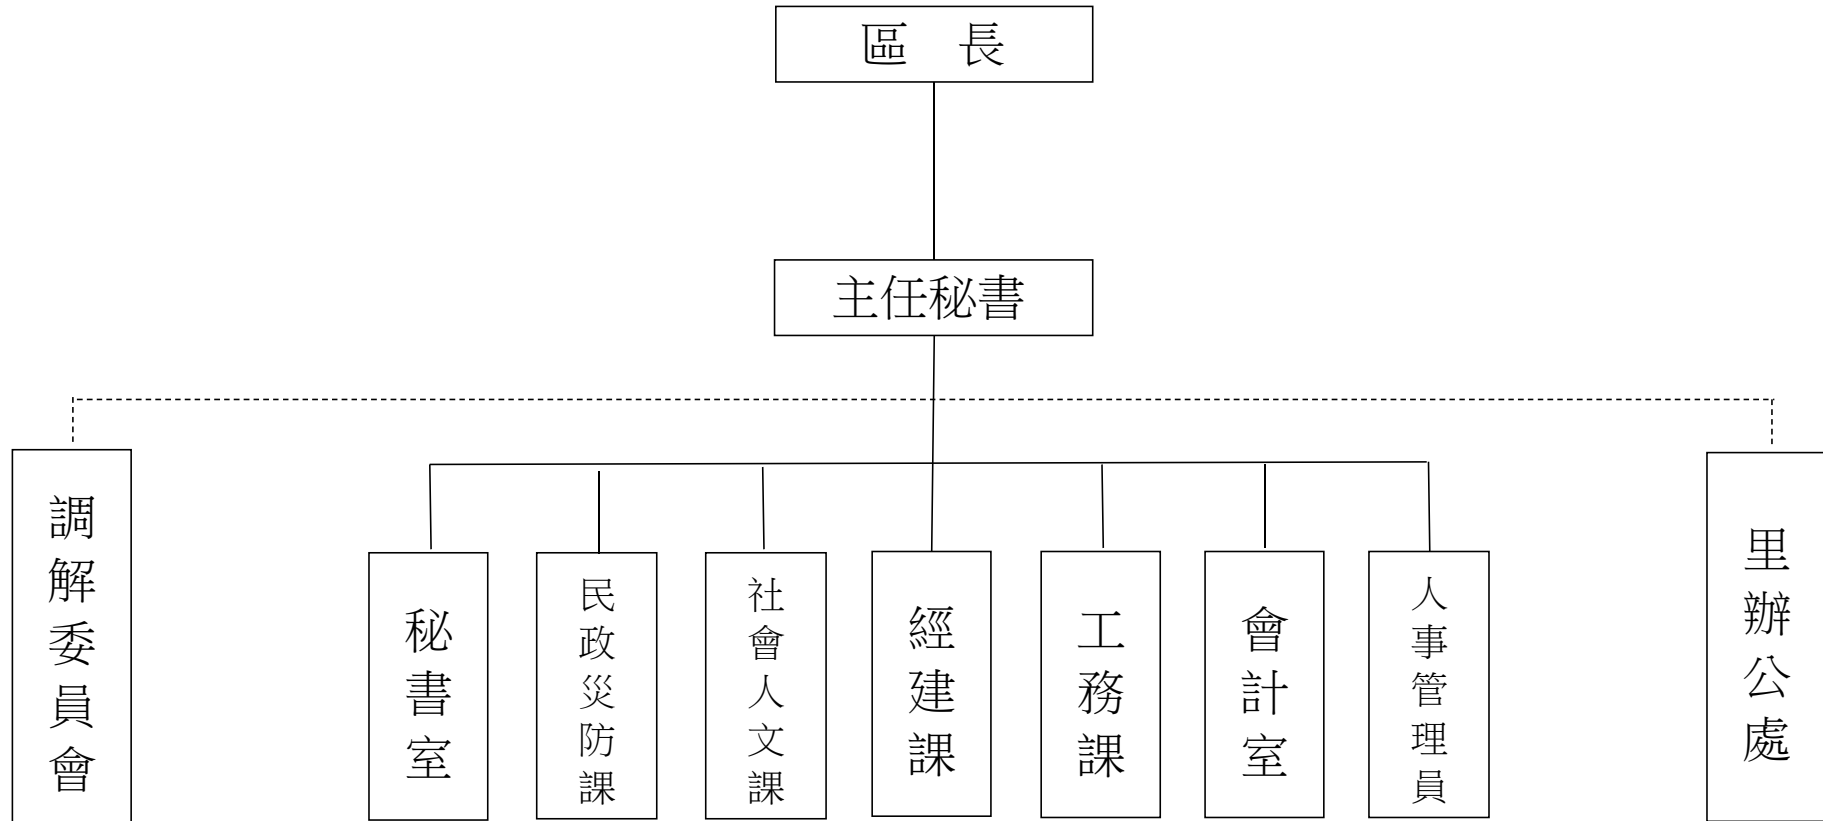 區　長
主任秘書
調解委員會
秘書室
民政災防課
社會人文課
經建課
工務課
會計室
人事管理員
里辦公處